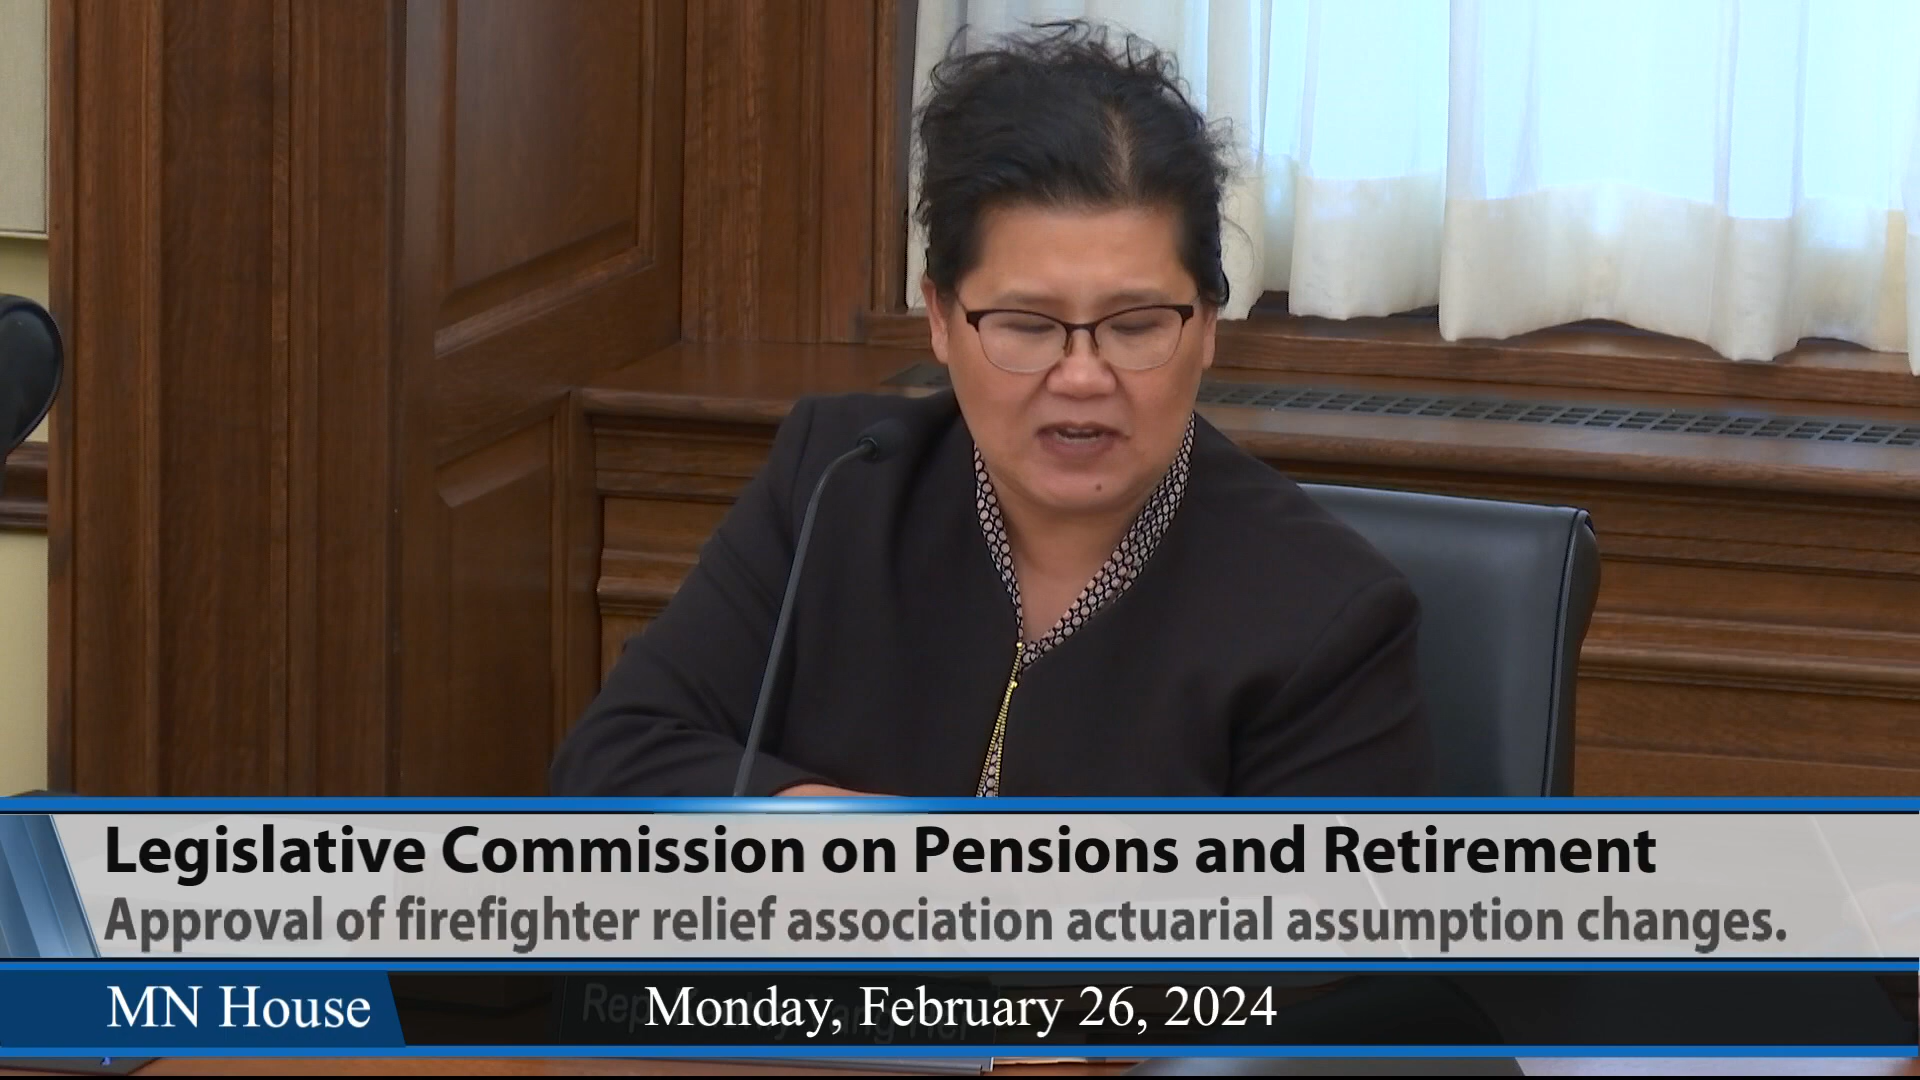 Legislative Commission on Pensions and Retirement
Approval of firefighter relief association actuarial assumption changes.
MN House
Monday, February 26, 2024
Rep